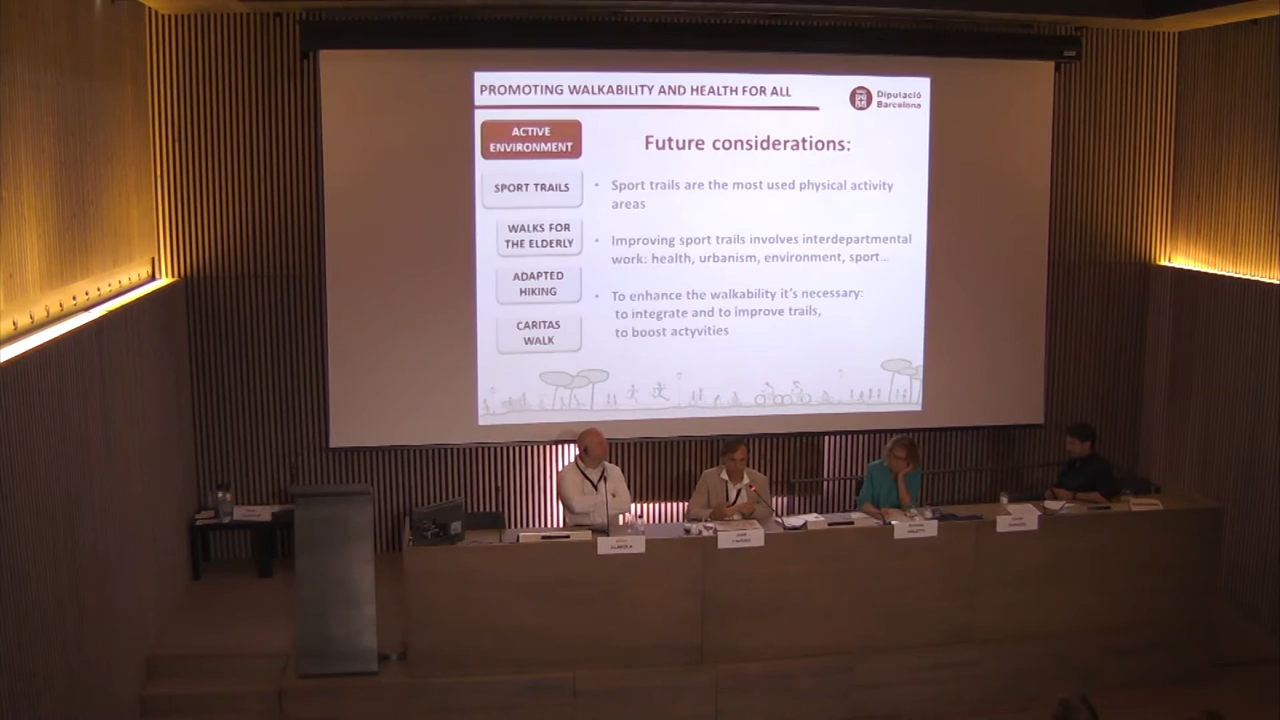 PROMOTING WALKABILITY AND HEALTH FOR ALL
Diputació
Barcelona
ACTIVE
ENVIRONMENT
Future considerations:
SPORT TRAILS
• Sport trails are the most used physical activity
areas
WALKS FOR
THE ELDERLY
• Improving sport trails involves interdepartmental
work: health, urbanism, environment, sport...
ADAPTED
HIKING
• To enhance the walkability it's necessary:
to integrate and to improve trails,
to boost actyvities
CARITAS
WALK